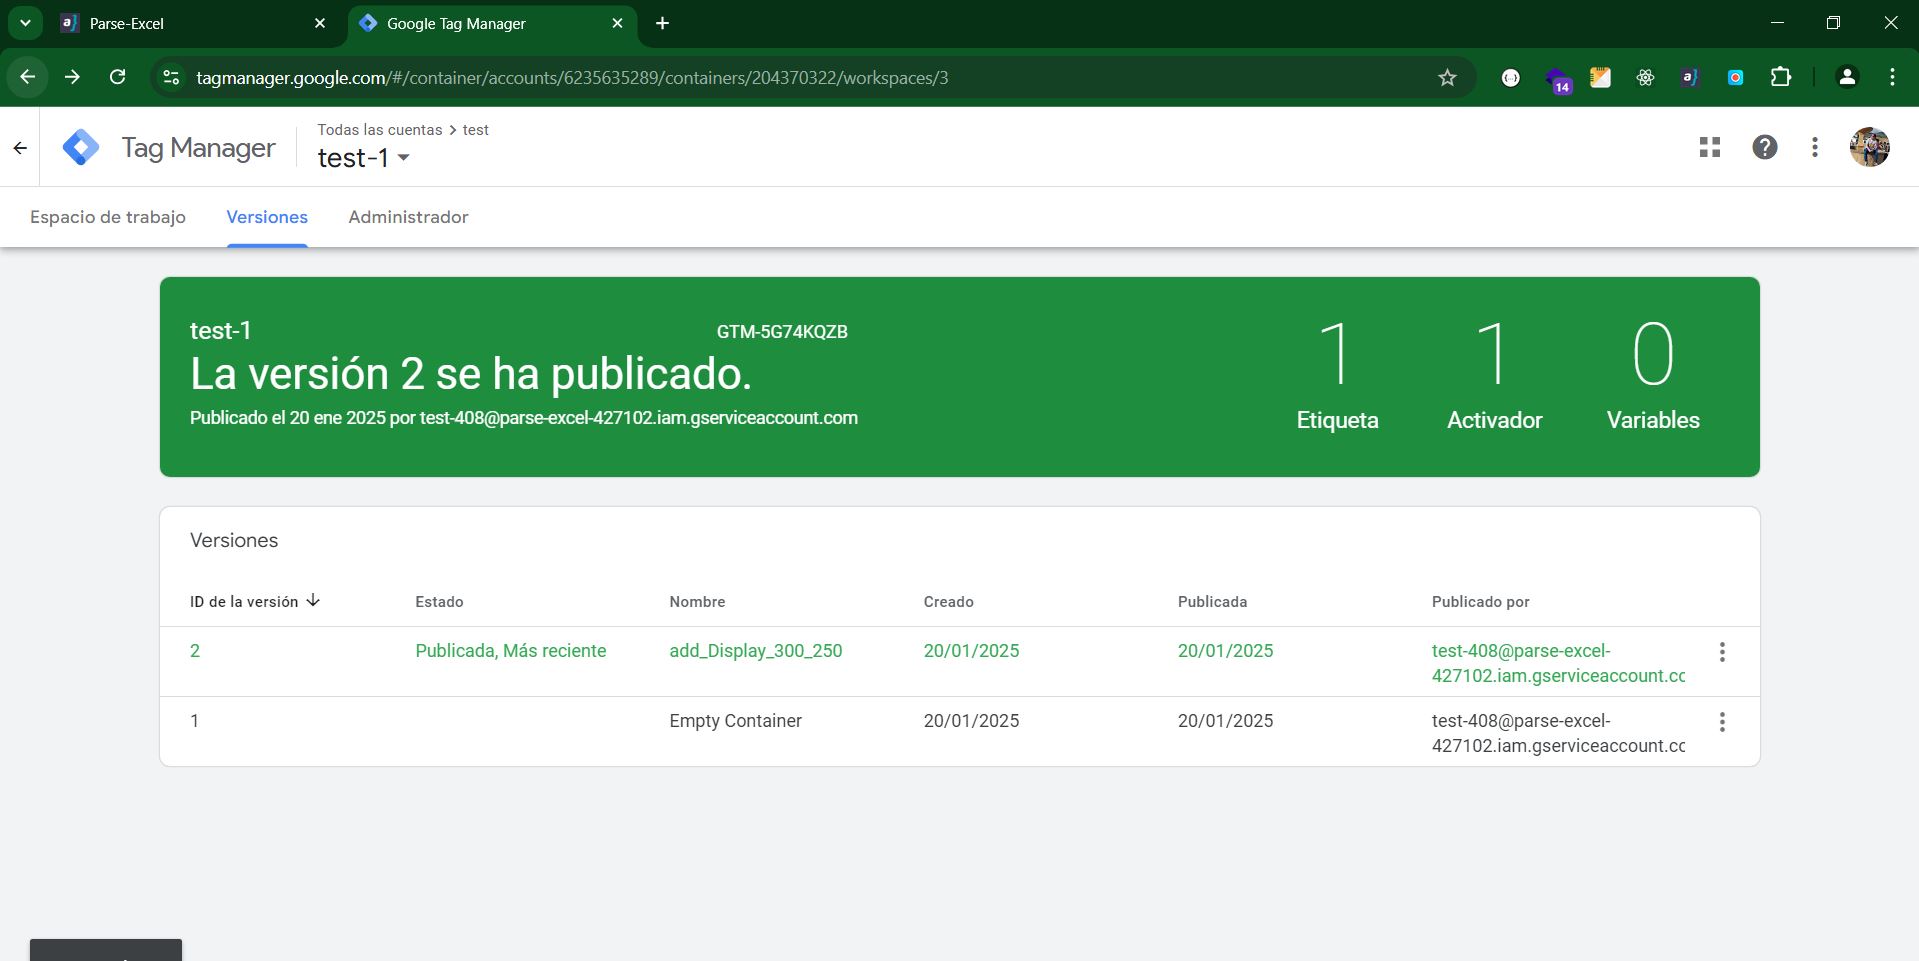 Parse-Excel
Google Tag Manager
tagmanager.google.com/#/container/accounts/6235635289/containers/204370322/workspaces/3
14
Tag Manager
Todas las cuentas > test
test-1
Espacio de trabajo
Versiones
Administrador
test-1
GTM-5G74KQZB
La versión 2 se ha publicado.
Publicado el 20 ene 2025 por test-408@parse-excel-427102.iam.gserviceaccount.com
1
Etiqueta
1
Activador
0
Variables
Versiones
ID de la versión Estado Nombre Creado Publicada Publicado por
2 Publicada, Más reciente add_Display_300_250 20/01/2025 20/01/2025 test-408@parse-excel-
427102.iam.gserviceaccount.cc
1 Empty Container 20/01/2025 20/01/2025 test-408@parse-excel-
427102.iam.gserviceaccount.cc